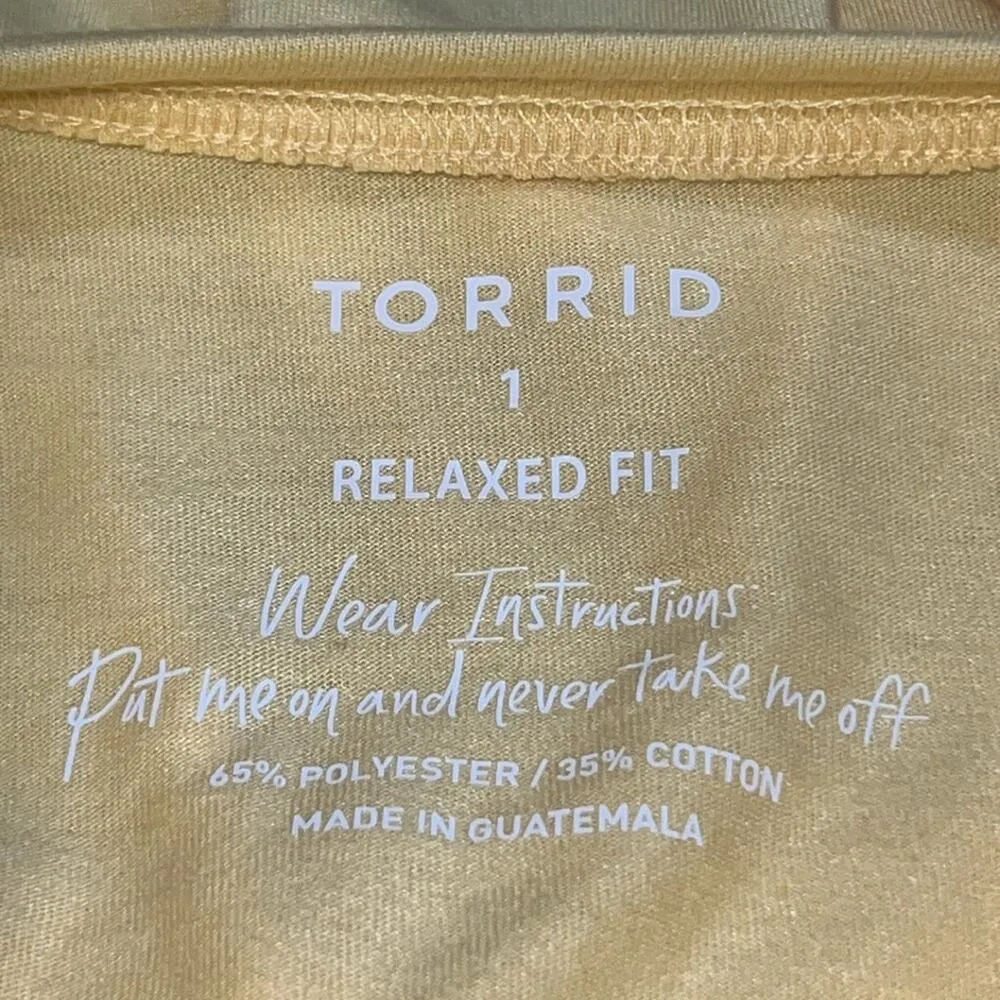 TORRID
1
RELAXED FIT
Wear Instructions:
Put me on and never take me off
65% POLYESTER / 35% COTTON
MADE IN GUATEMALA